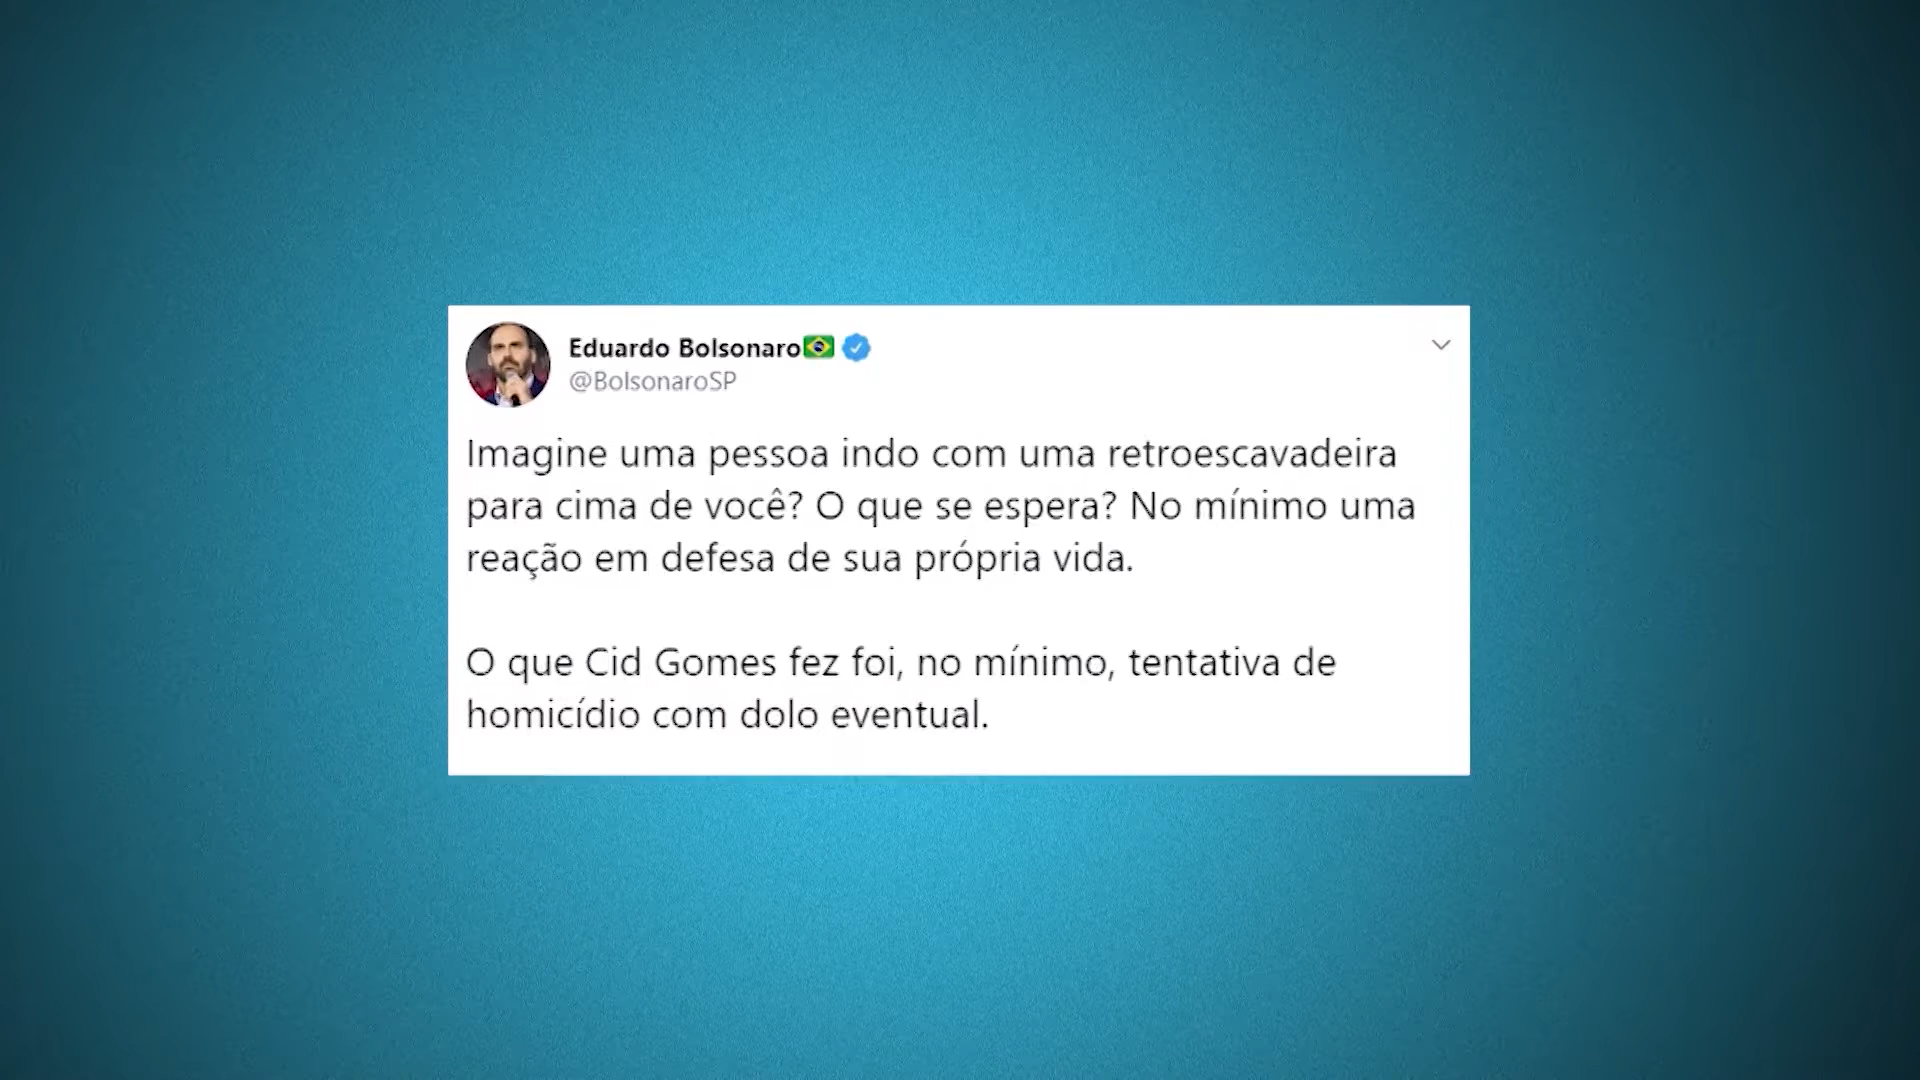 Eduardo Bolsonaro🇧🇷
@BolsonaroSP
Imagine uma pessoa indo com uma retroescavadeira
para cima de você? O que se espera? No mínimo uma
reação em defesa de sua própria vida.
O que Cid Gomes fez foi, no mínimo, tentativa de
homicídio com dolo eventual.